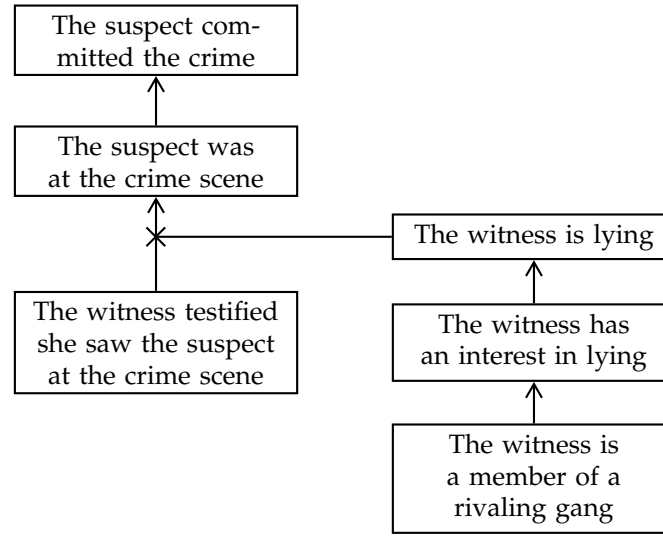 The suspect com-
mitted the crime
The suspect was
at the crime scene
The witness testified
she saw the suspect
at the crime scene
The witness is lying
The witness has
an interest in lying
The witness is
a member of a
rivaling gang